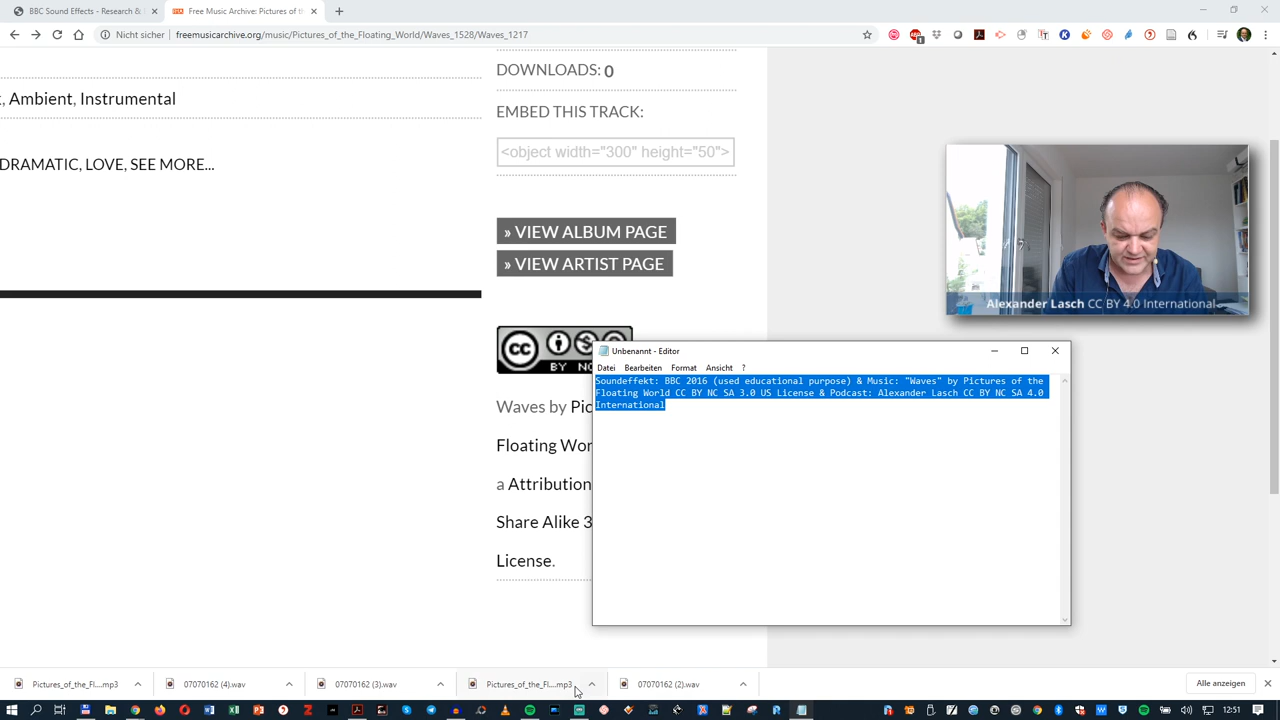 BBC Sound Effects - Research &
Free Music Archive: Pictures of t
Nicht sicher
freemusicarchive.org/music/Pictures_of_the_Floating_World/Waves_1528/Waves_1217
DOWNLOADS: 0
, Ambient, Instrumental
EMBED THIS TRACK:
<object width="300" height="50">
DRAMATIC, LOVE, SEE MORE...
» VIEW ALBUM PAGE
» VIEW ARTIST PAGE
Alexander Lasch CC BY 4.0 International
cc
BY NC
Unbenannt - Editor
Datei Bearbeiten Format Ansicht ?
Soundeffekt: BBC 2016 (used educational purpose) & Music: "Waves" by Pictures of the
Floating World CC BY NC SA 3.0 US License & Podcast: Alexander Lasch CC BY NC SA 4.0
International
Waves by Pic
Floating Wor
a Attribution
Share Alike 3
License.
Pictures_of_the_Fl....mp3
07070162 (4).wav
07070162 (3).wav
Pictures_of_the_Fl....mp3
07070162 (2).wav
Alle anzeigen
12:51